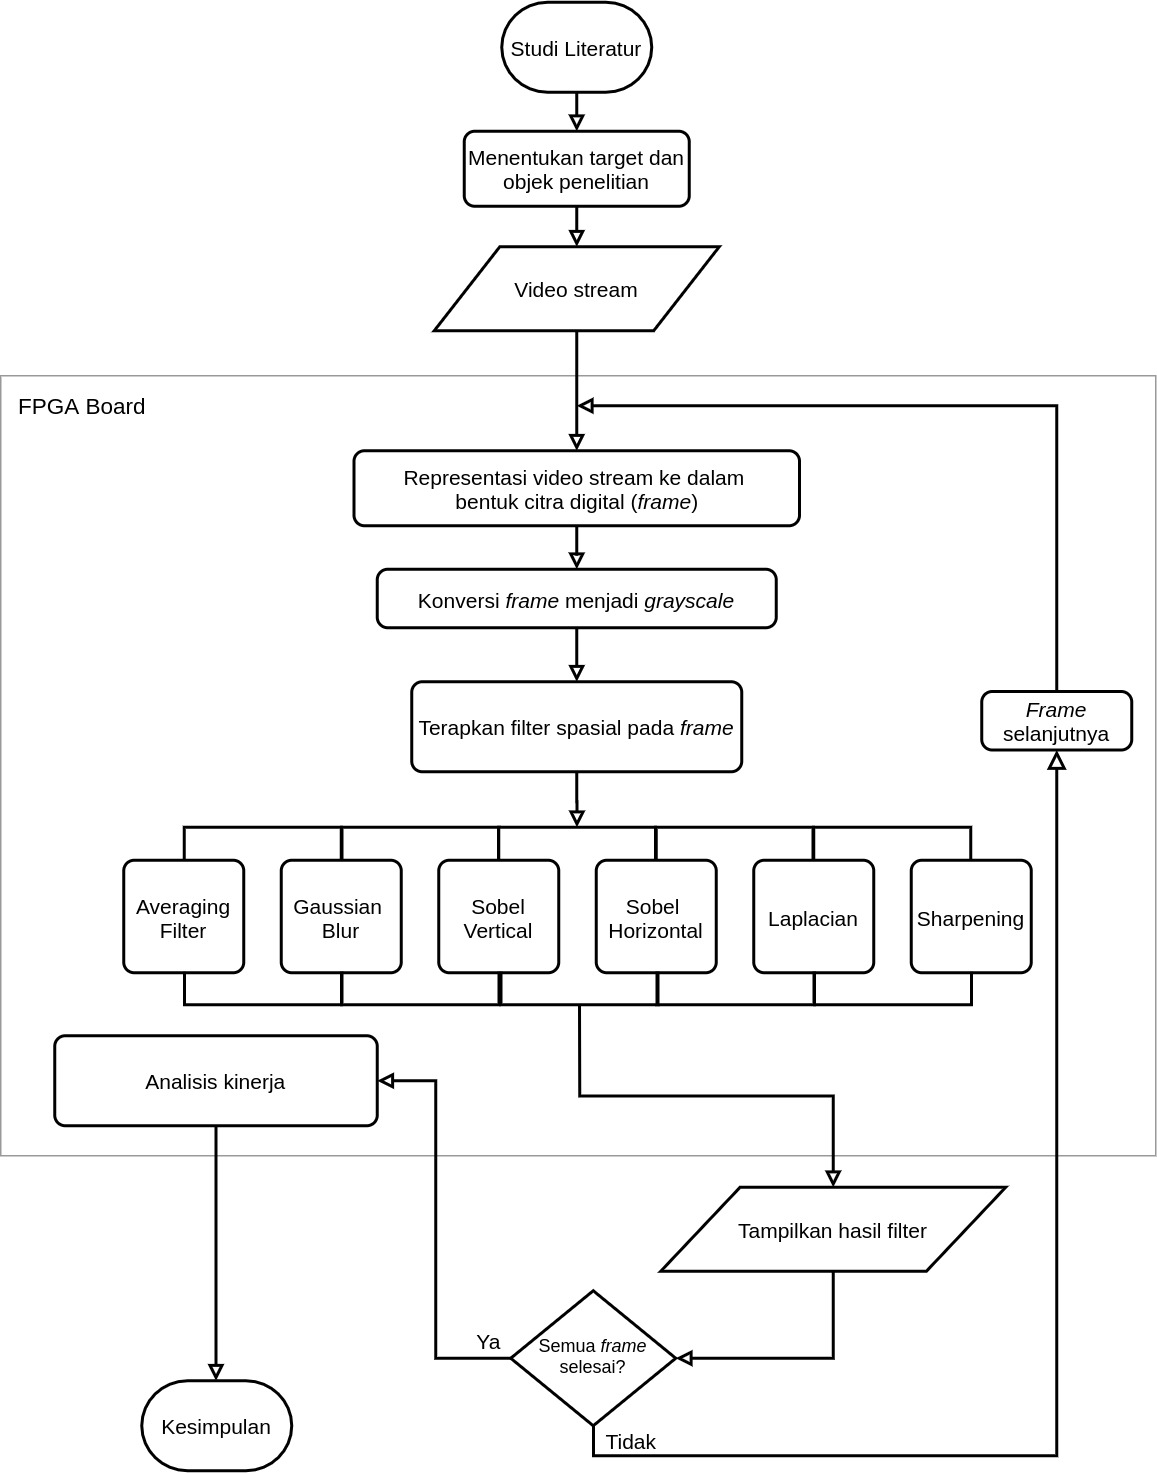 Studi Literatur
Menentukan target dan
objek penelitian
Video stream
FPGA Board
Representasi video stream ke dalam
bentuk citra digital (frame)
Konversi frame menjadi grayscale
Terapkan filter spasial pada frame
Frame
selanjutnya
Averaging
Filter
Gaussian
Blur
Sobel
Vertical
Sobel
Horizontal
Laplacian
Sharpening
Analisis kinerja
Tampilkan hasil filter
Ya
Semua frame
selesai?
Tidak
Kesimpulan